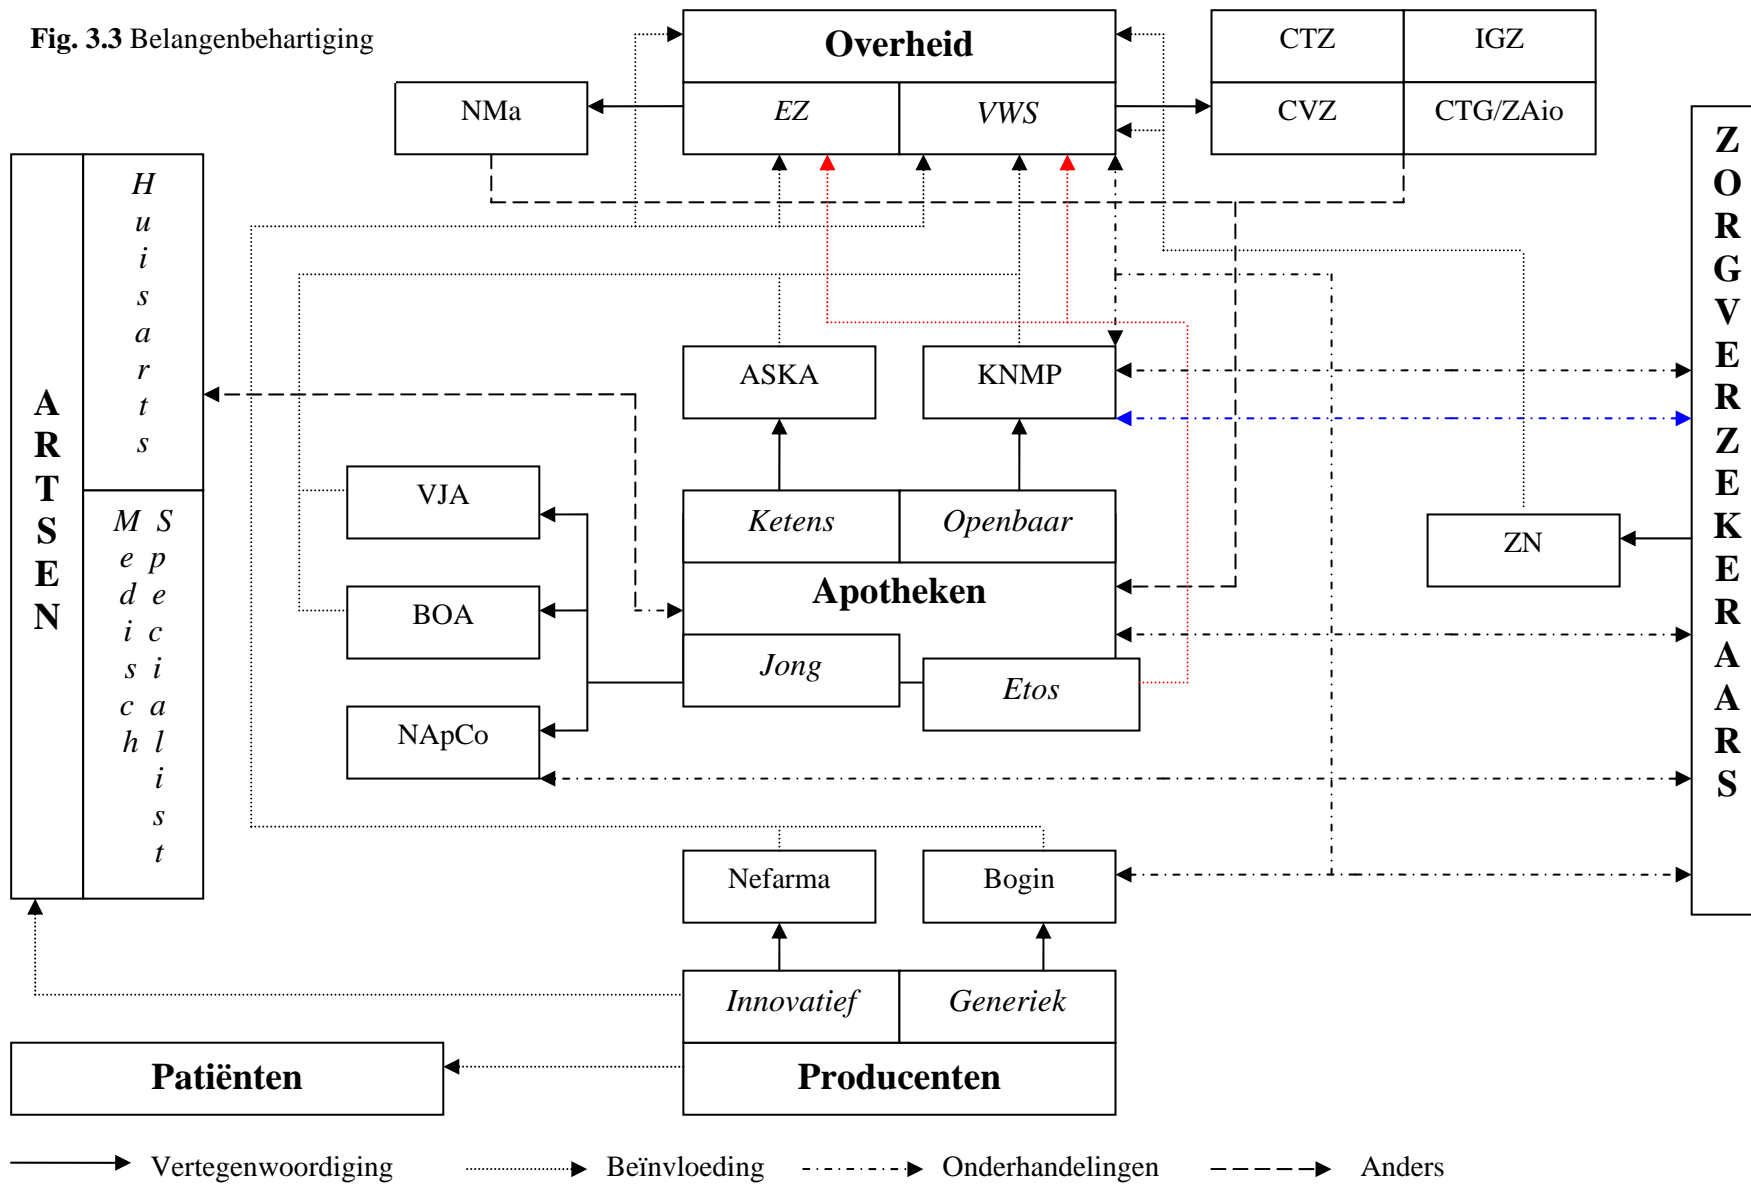 Fig. 3.3 Belangenbehartiging
Overheid
EZ
VWS
NMa
CTZ
IGZ
CVZ
CTG/ZAio
ARTSEN
Huisarts
Medisch
Specialist
ZORGVERZEKERAARS
ASKA
KNMP
VJA
BOA
NApCo
Ketens
Openbaar
Apotheken
Jong
Etos
ZN
Nefarma
Bogin
Innovatief
Generiek
Patiënten
Producenten
Vertegenwoordiging
Beïnvloeding
Onderhandelingen
Anders